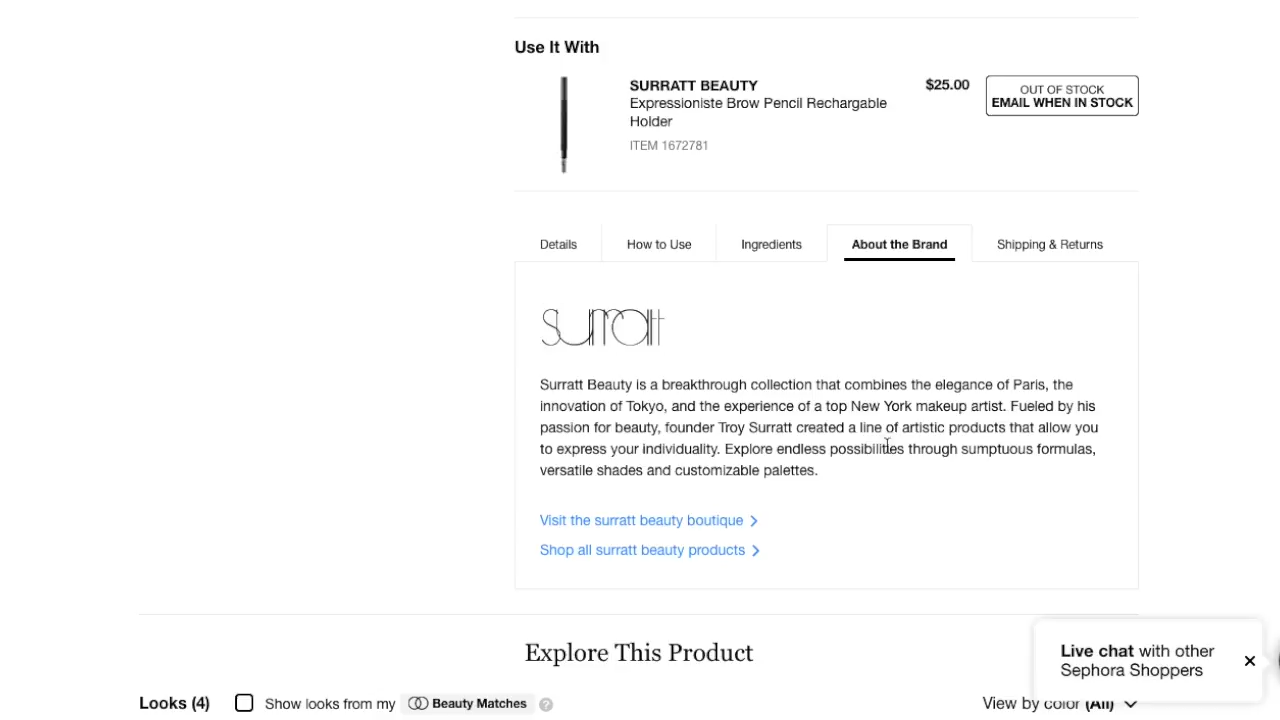 Use It With
SURRATT BEAUTY
Expressioniste Brow Pencil Rechargable
Holder
ITEM 1672781
$25.00
OUT OF STOCK
EMAIL WHEN IN STOCK
Details
How to Use
Ingredients
About the Brand
Shipping & Returns
surratt
Surratt Beauty is a breakthrough collection that combines the elegance of Paris, the
innovation of Tokyo, and the experience of a top New York makeup artist. Fueled by his
passion for beauty, founder Troy Surratt created a line of artistic products that allow you
to express your individuality. Explore endless possibilities through sumptuous formulas,
versatile shades and customizable palettes.
Visit the surratt beauty boutique
Shop all surratt beauty products
Explore This Product
Looks (4)
Show looks from my
Beauty Matches
?
View by color (All)
Live chat with other
Sephora Shoppers